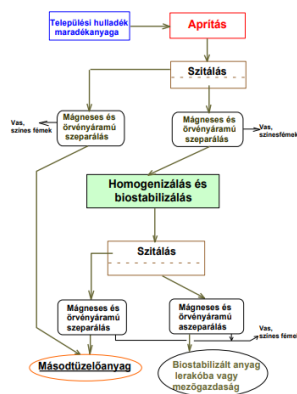 Települési hulladék
maradékanyaga
Aprítás
Szitálás
Vas,
színes fémek
Mágneses és
örvényáramú
szeparálás
Mágneses és
örvényáramú
szeparálás
Vas,
színesfémek
Homogenizálás és
biostabilizálás
Szitálás
Mágneses és
örvényáramú
szeparálás
Mágneses és
örvényáramú
aszeparálás
Vas,
színes fémek
Másodtüzelőanyag
Biostabilizált anyag
lerakóba vagy
mezőgazdaság